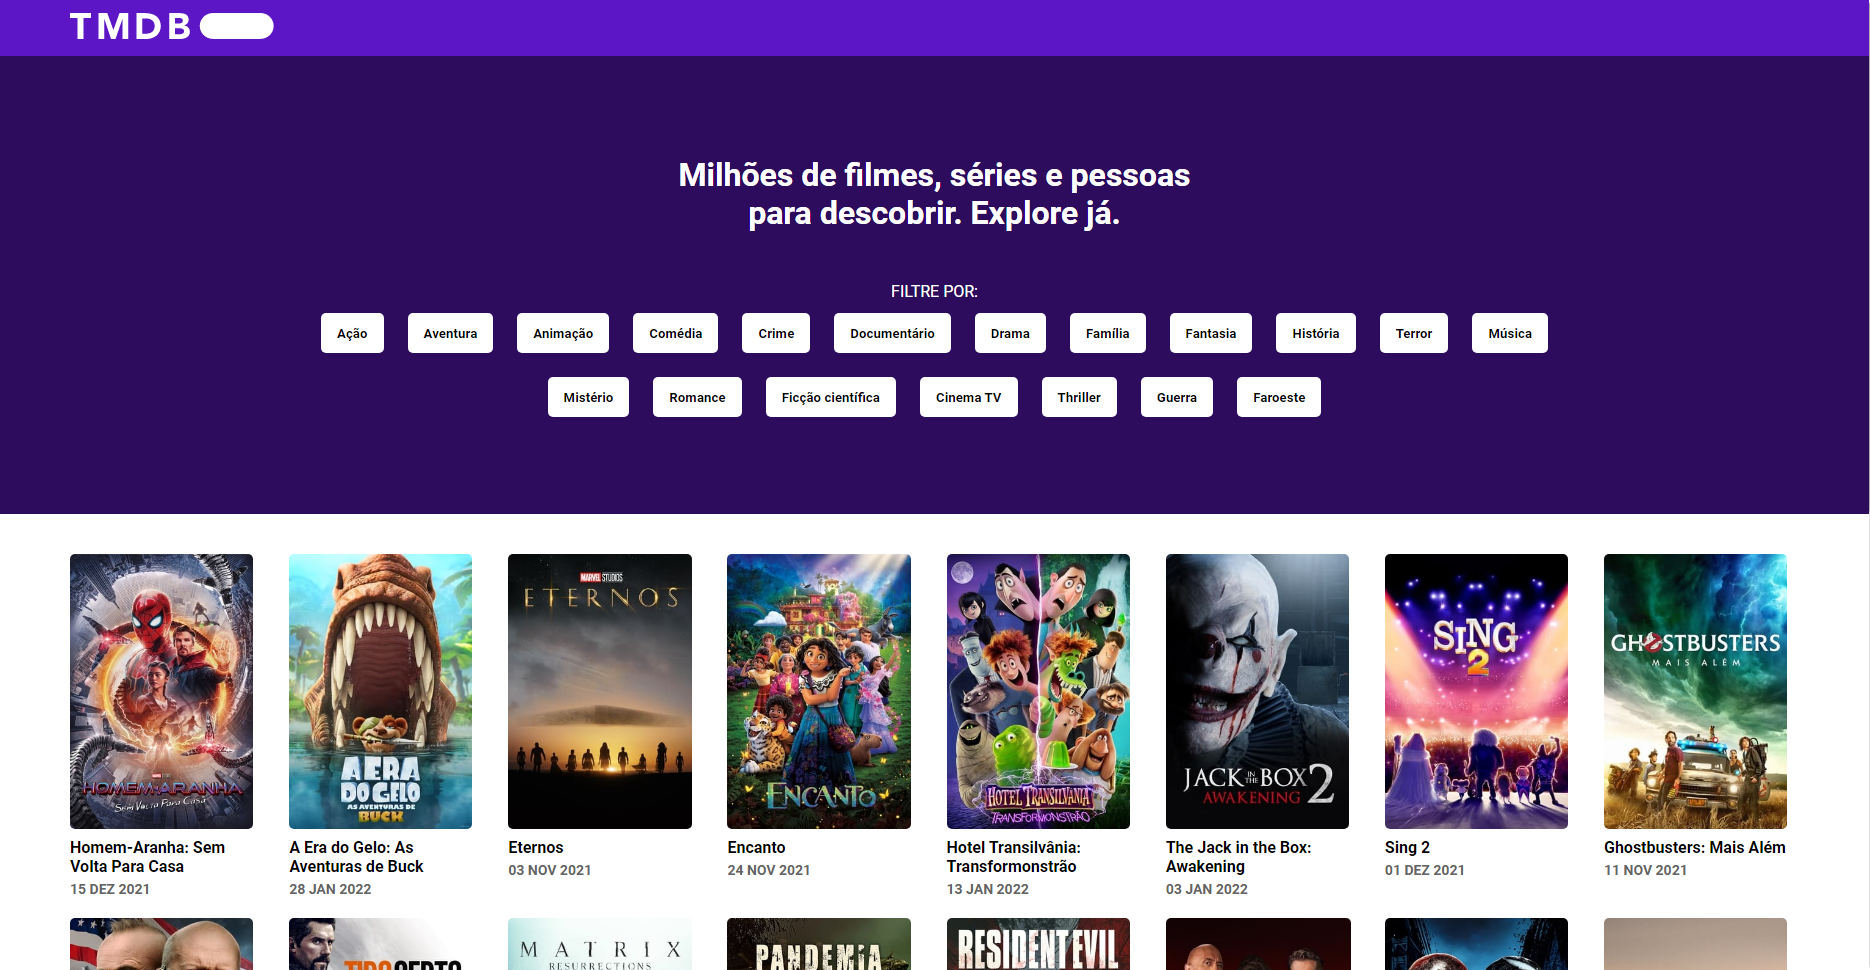 TMDB
Milhões de filmes, séries e pessoas
para descobrir. Explore já.
FILTRE POR:
Ação Aventura Animação Comédia Crime Documentário Drama Família Fantasia História Terror Música
Mistério Romance Ficção científica Cinema TV Thriller Guerra Faroeste
HOMEM-ARANHA
Sem Volta Para Casa
A ERA
DO GELO
AS AVENTURAS DE
BUCK
MARVEL STUDIOS
ETERNOS
ENCANTO
HOTEL TRANSILVÂNIA
TRANSFORMONSTRÃO
JACK IN THE BOX 2
AWAKENING
SING
2
GHOSTBUSTERS
MAIS ALÉM
Homem-Aranha: Sem
Volta Para Casa
15 DEZ 2021
A Era do Gelo: As
Aventuras de Buck
28 JAN 2022
Eternos
03 NOV 2021
Encanto
24 NOV 2021
Hotel Transilvânia:
Transformonstrão
13 JAN 2022
The Jack in the Box:
Awakening
03 JAN 2022
Sing 2
01 DEZ 2021
Ghostbusters: Mais Além
11 NOV 2021
MATRIX
RESURRECTIONS
PANDEMIA
RESIDENT EVIL